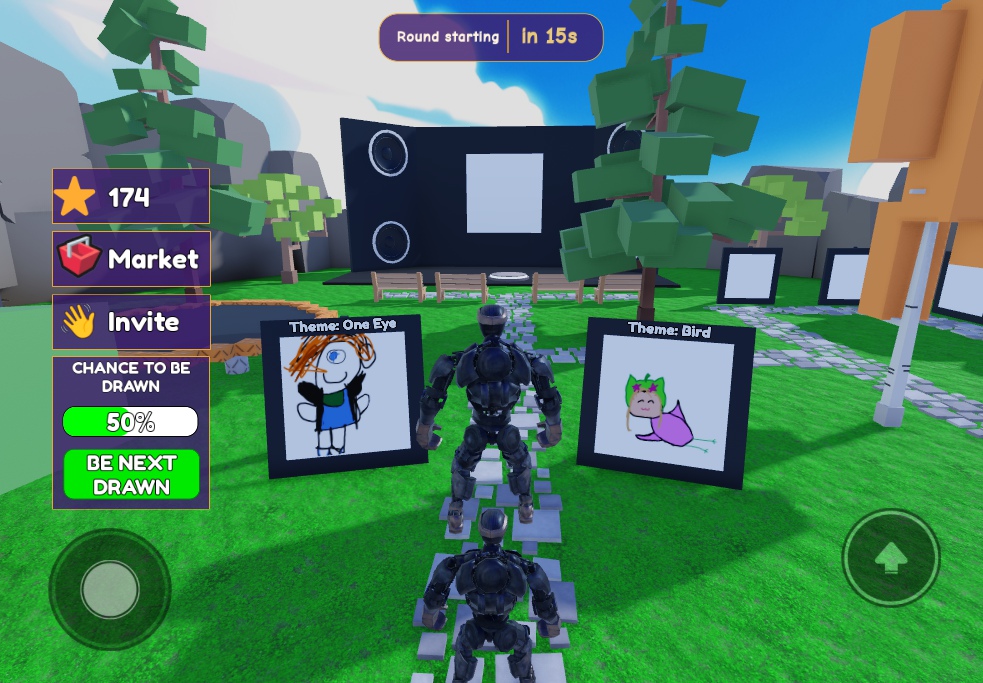 Round starting in 15s
174
Market
Invite
CHANCE TO BE
DRAWN
50%
BE NEXT
DRAWN
Theme: One Eye
Theme: Bird